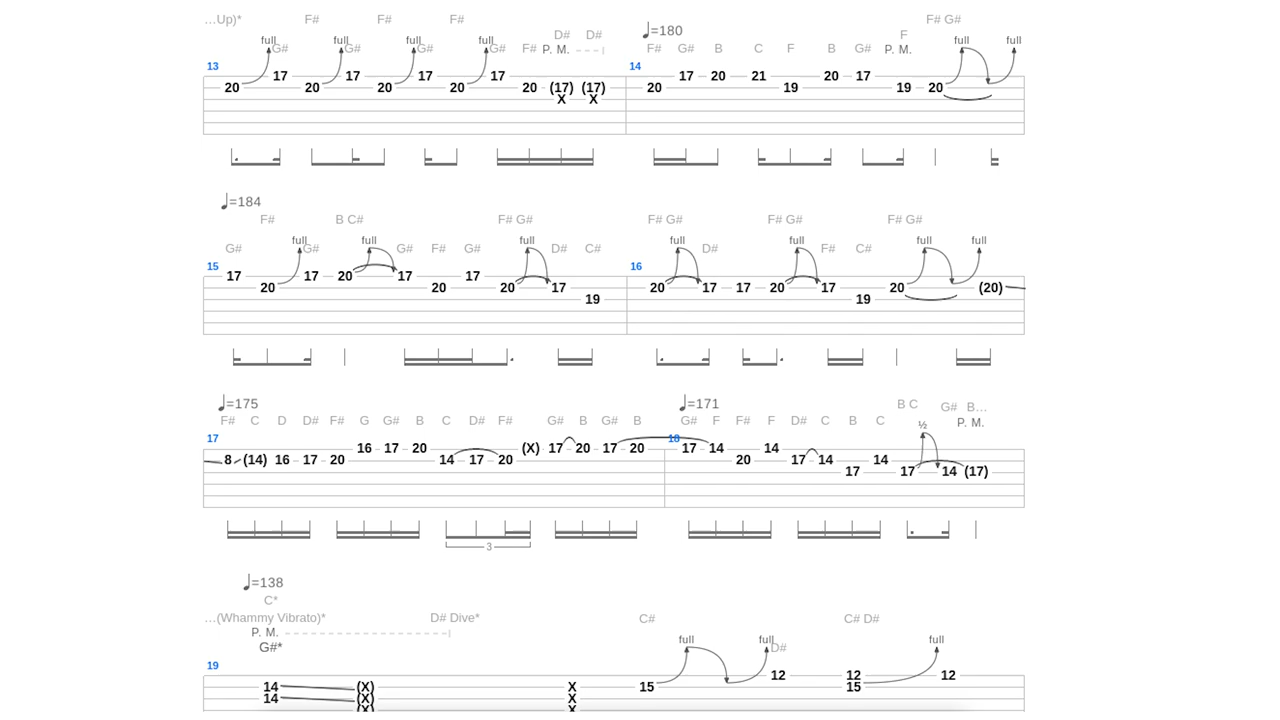 ...Up)* F# F# F# F# G#
full G# full G# full G# full G# F# P. M. D# D# ♩=180 F# G# B C F B G# P. M. F full full
13 17 17 17 17 14 17 20 21 20 17
20 20 20 20 20 (17) (17) 20 19 19 20
X X
♩=184
F# B C# F# G# F# G# F# G# F# G#
G# full G# full G# F# G# full D# C# full D# full F# C# full full
15 17 17 20 17 17 16
20 20 20 17 20 17 17 20 17 20 (20)
19 19
♩=175 ♩=171 B C G# B...
F# C D D# F# G G# B C D# F# G# B G# B G# F F# F D# C B C ½ P. M.
17 16 17 20 (X) 17 20 17 20 18 17 14 14
8 (14) 16 17 20 14 17 20 20 17 14 14
17 17 14 (17)
3
♩=138
C*
...(Whammy Vibrato)* D# Dive* C# C# D#
P. M.
G#* full full D# full
19 12 12 12
14 (X) X 15 15
14 (X) X
(X) X